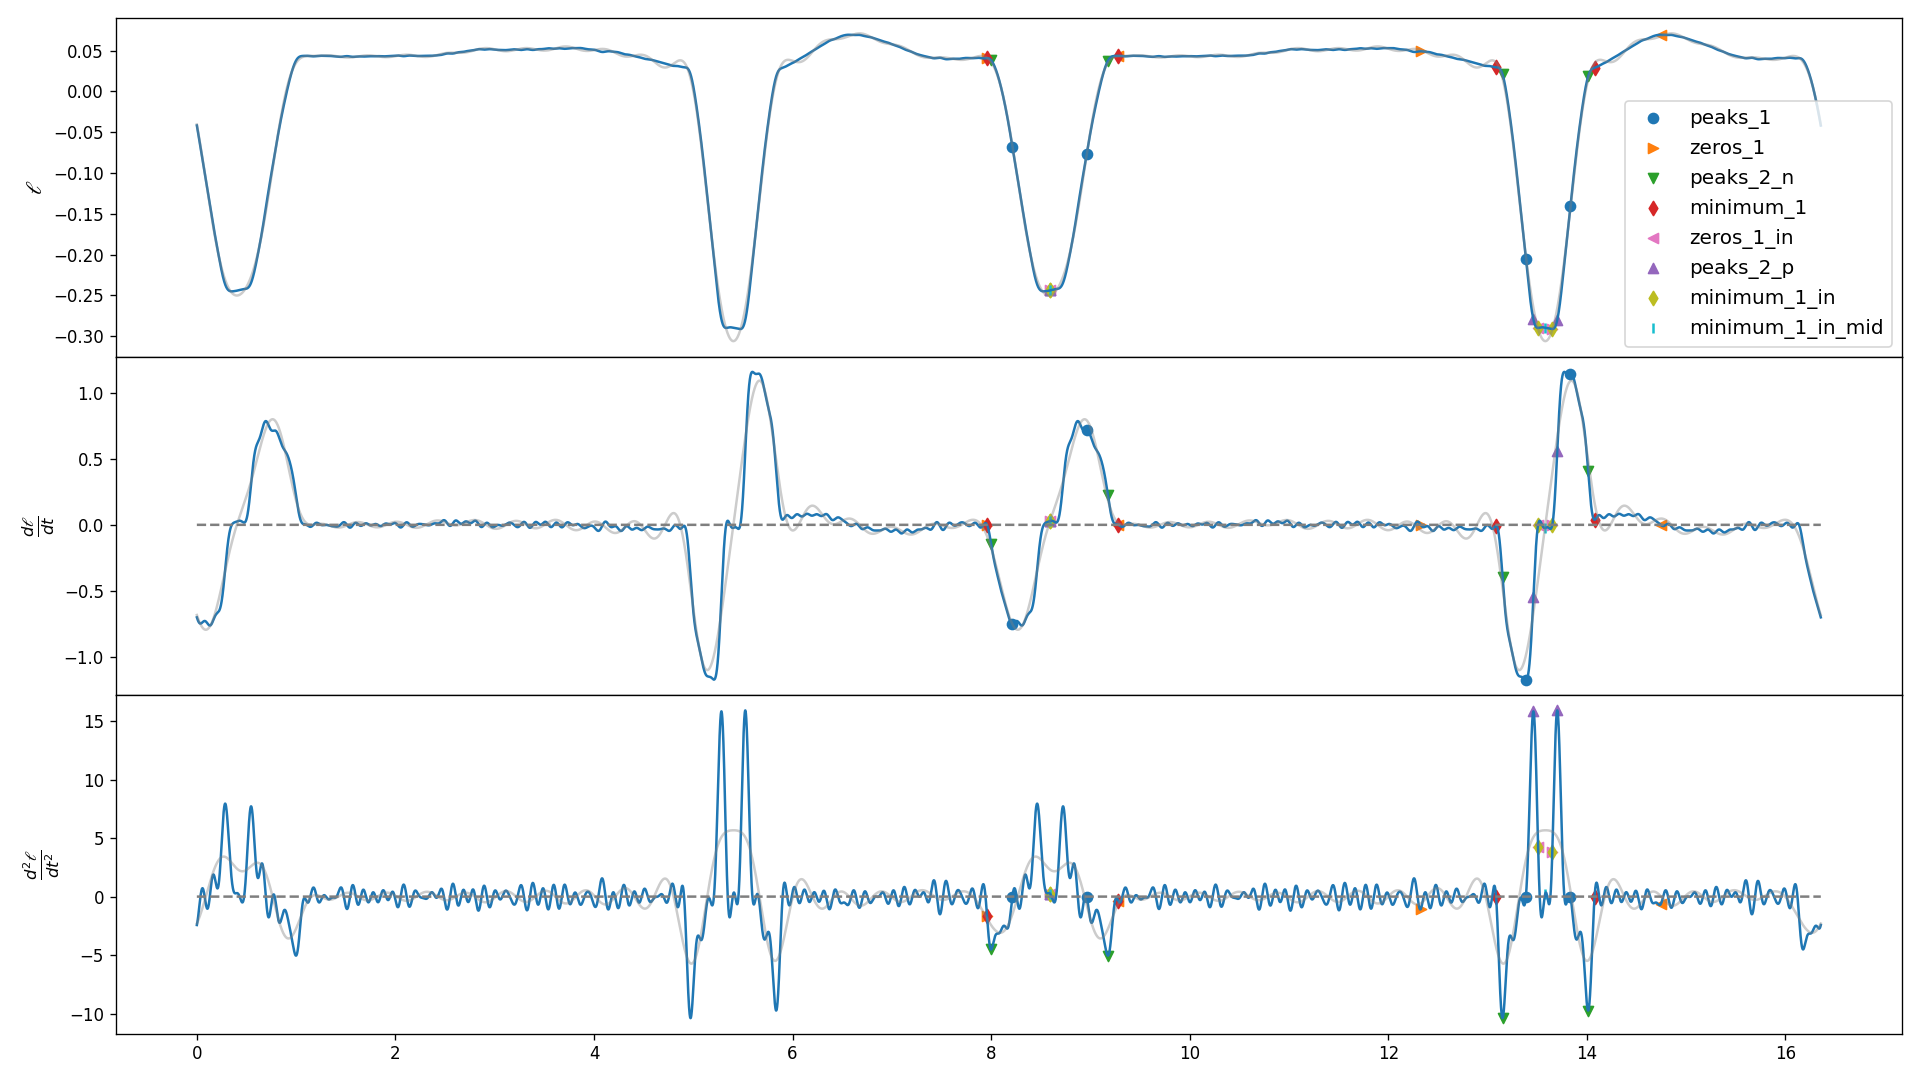 0.05
0.00
−0.05
−0.10
−0.15
−0.20
−0.25
−0.30
ℓ
peaks_1
zeros_1
peaks_2_n
minimum_1
zeros_1_in
peaks_2_p
minimum_1_in
minimum_1_in_mid
1.0
0.5
0.0
−0.5
−1.0
dℓ
dt
15
10
5
0
−5
−10
d²ℓ
dt²
0 2 4 6 8 10 12 14 16